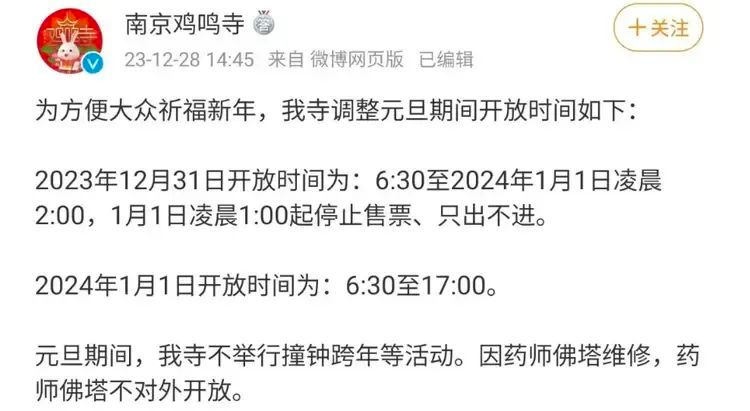 南京鸡鸣寺
23-12-28 14:45 来自 微博网页版 已编辑
+关注
为方便大众祈福新年，我寺调整元旦期间开放时间如下：
2023年12月31日开放时间为：6:30至2024年1月1日凌晨
2:00，1月1日凌晨1:00起停止售票、只出不进。
2024年1月1日开放时间为：6:30至17:00。
元旦期间，我寺不举行撞钟跨年等活动。因药师佛塔维修，药
师佛塔不对外开放。